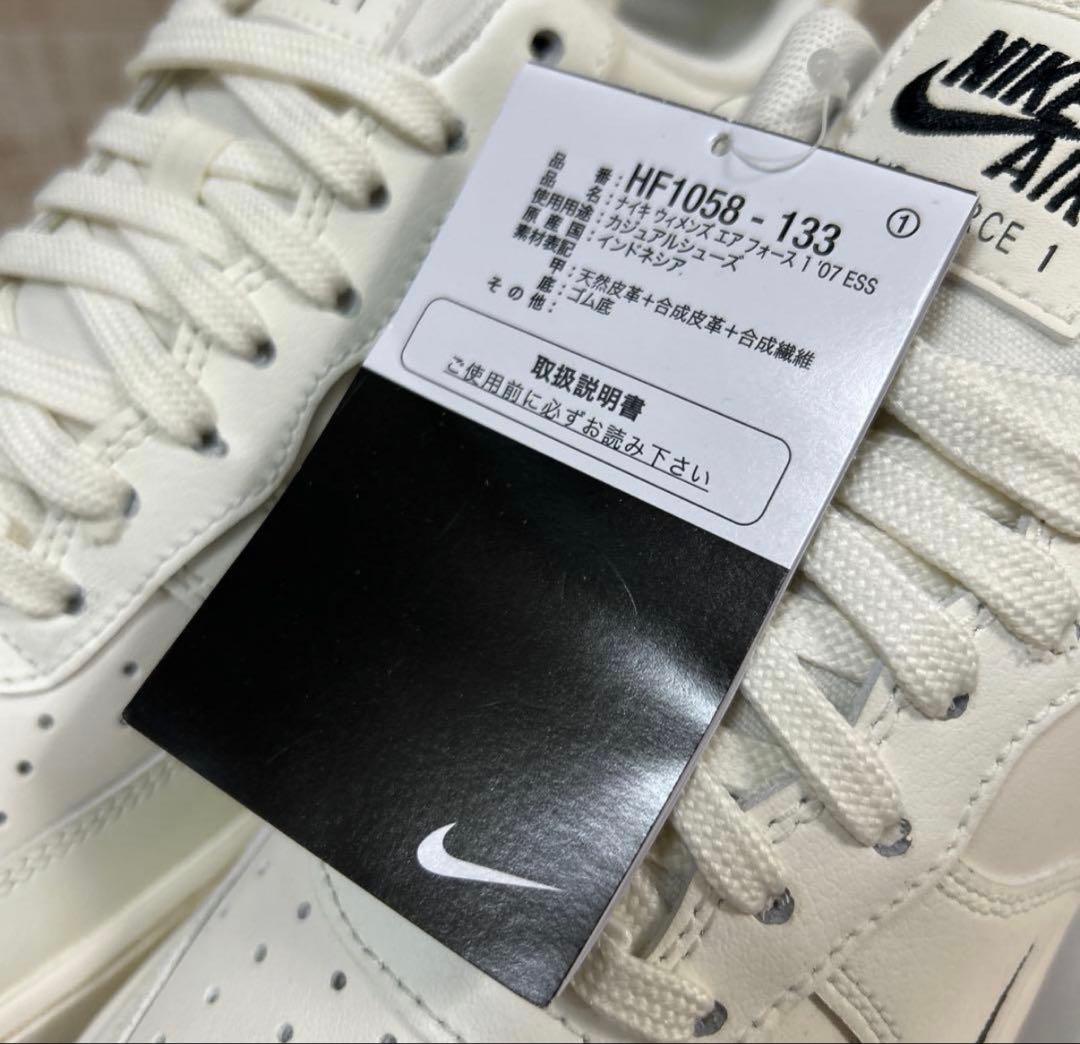 品番：HF1058-133
①
品名：ナイキ ウィメンズ エア フォース 1 '07 ESS
使用用途：カジュアルシューズ
原産国：インドネシア
素材表記
甲：天然皮革＋合成皮革＋合成繊維
底：ゴム底
その他：
取扱説明書
ご使用前に必ずお読み下さい
NIKE
AIR
RCE 1